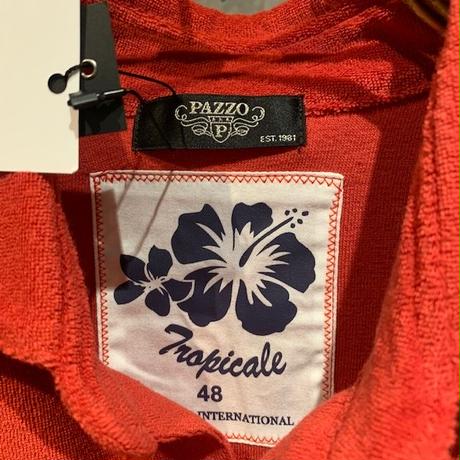 PAZZO
P
EST. 1981
Tropicale
48
INTERNATIONAL